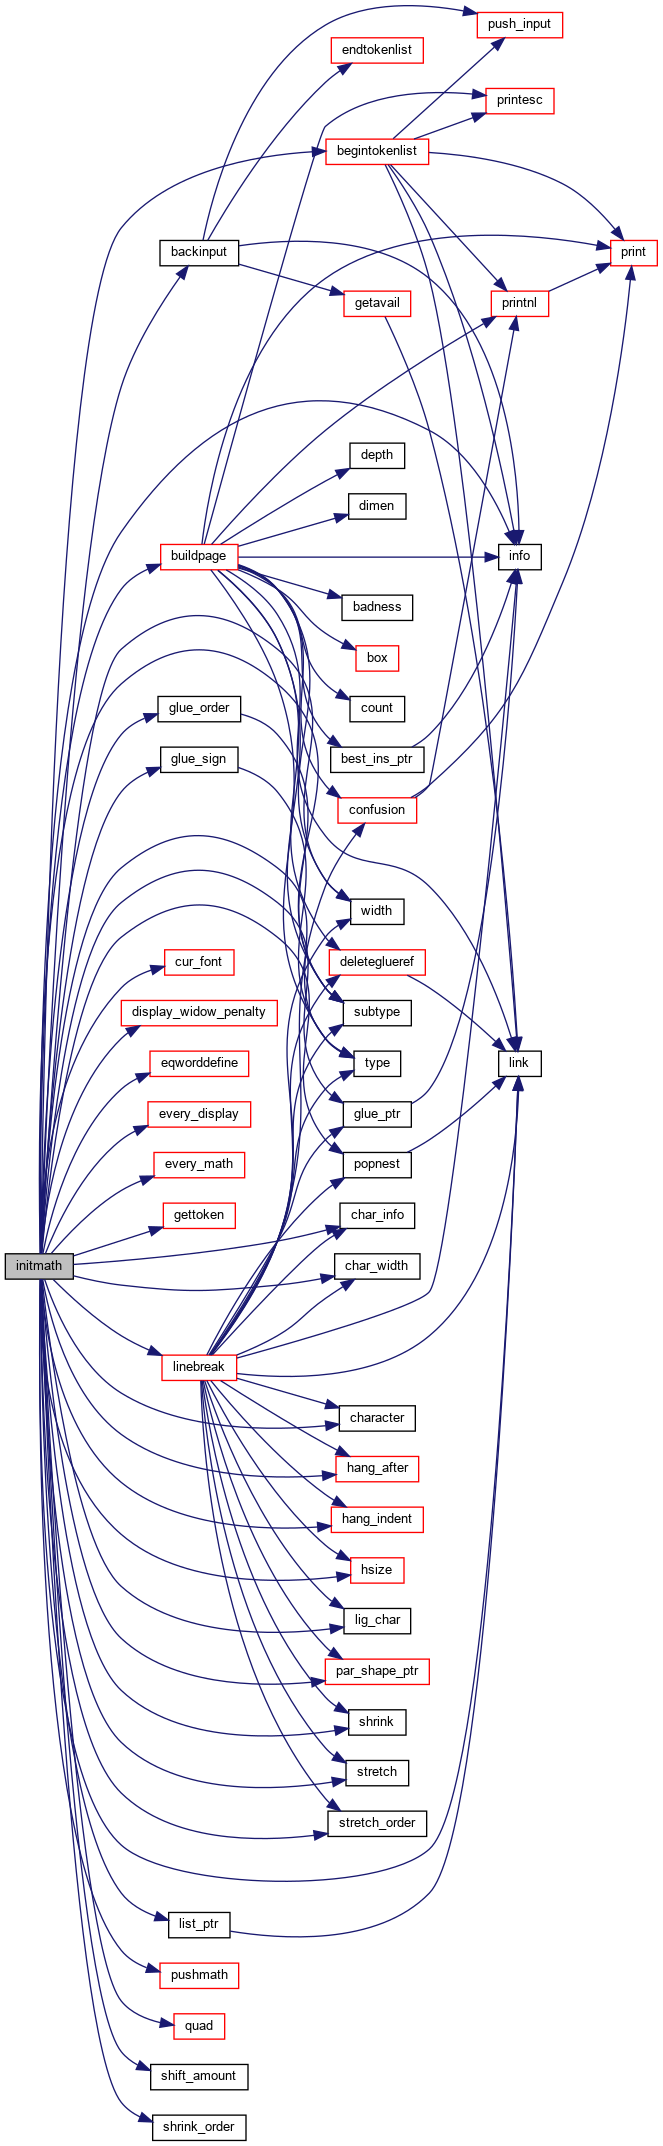 push_input
endtokenlist
printesc
begintokenlist
backinput
print
getavail
printnl
depth
dimen
buildpage
info
badness
box
glue_order
count
glue_sign
best_ins_ptr
confusion
width
cur_font
deleteglueref
display_widow_penalty
subtype
eqworddefine
type
link
every_display
glue_ptr
every_math
popnest
gettoken
char_info
initmath
char_width
linebreak
character
hang_after
hang_indent
hsize
lig_char
par_shape_ptr
shrink
stretch
stretch_order
list_ptr
pushmath
quad
shift_amount
shrink_order